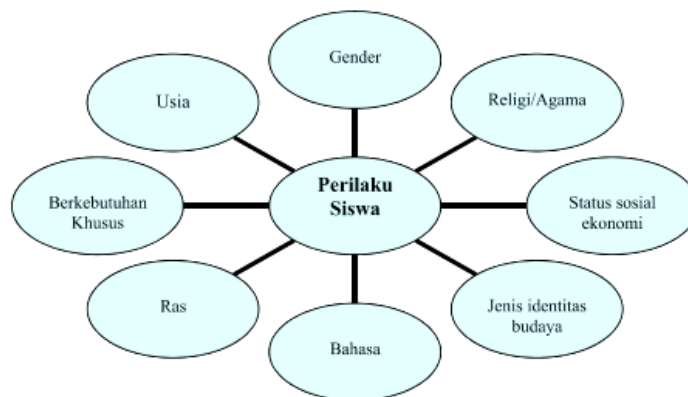 Gender
Usia
Religi/Agama
Perilaku
Siswa
Berkebutuhan
Khusus
Status sosial
ekonomi
Ras
Jenis identitas
budaya
Bahasa